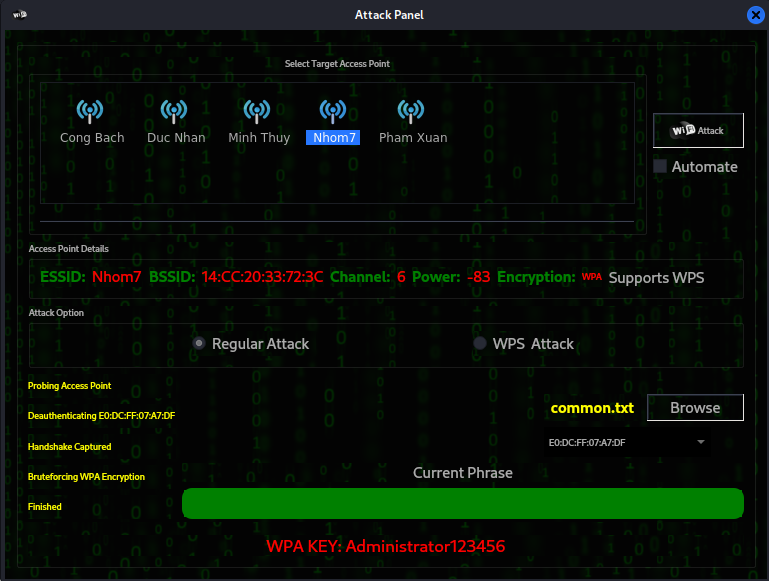 Attack Panel
Select Target Access Point
Cong Bach Duc Nhan Minh Thuy Nhom7 Pham Xuan
WiFi Attack
Automate
Access Point Details
ESSID: Nhom7 BSSID: 14:CC:20:33:72:3C Channel: 6 Power: -83 Encryption: WPA Supports WPS
Attack Option
Regular Attack WPS Attack
Probing Access Point
common.txt Browse
Deauthenticating E0:DC:FF:07:A7:DF
E0:DC:FF:07:A7:DF
Handshake Captured
Current Phrase
Bruteforcing WPA Encryption
Finished
WPA KEY: Administrator123456